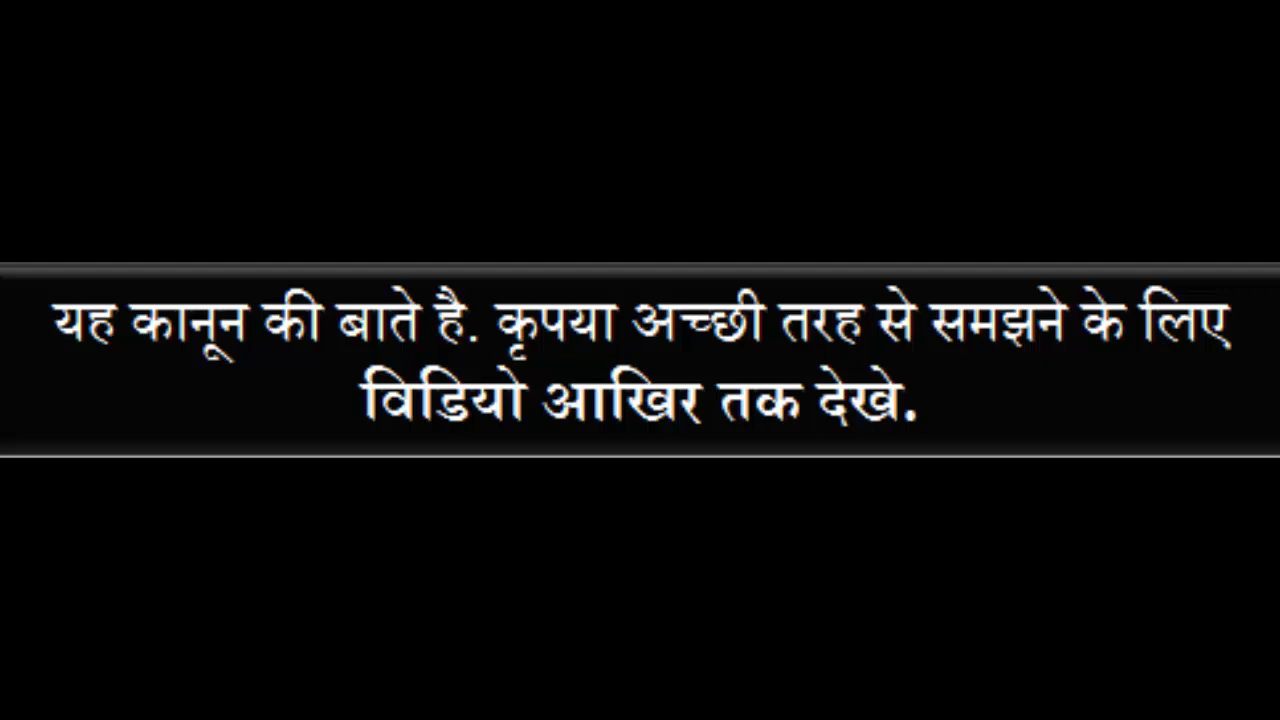 यह कानून की बाते है. कृपया अच्छी तरह से समझने के लिए
विडियो आखिर तक देखे.